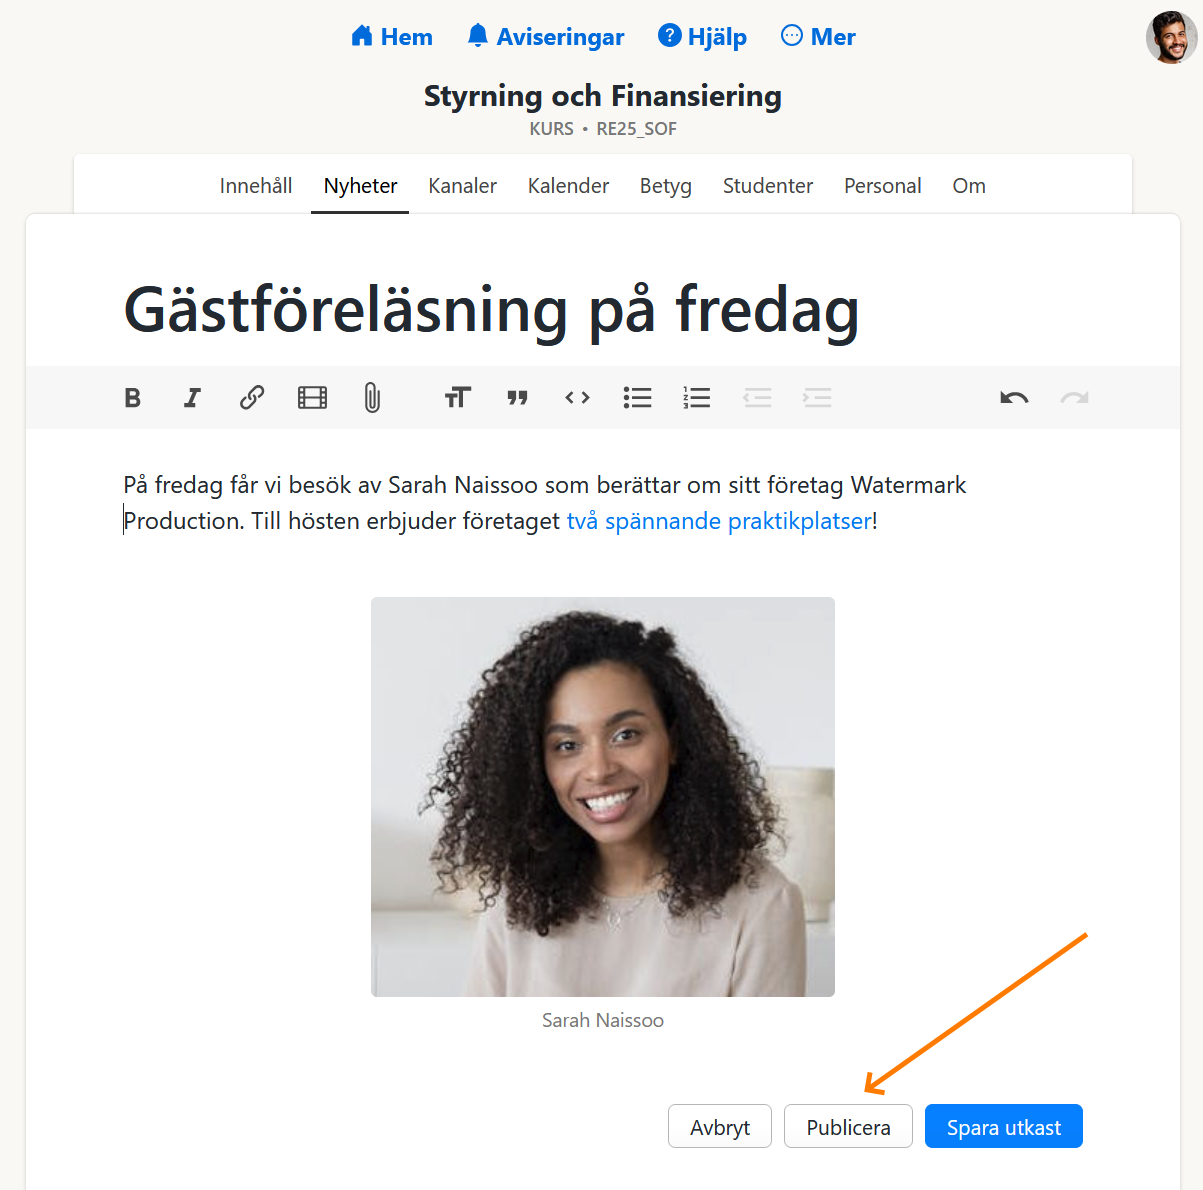 Hem Aviseringar Hjälp Mer
Styrning och Finansiering
KURS • RE25_SOF
Innehåll Nyheter Kanaler Kalender Betyg Studenter Personal Om
Gästföreläsning på fredag
På fredag får vi besök av Sarah Naissoo som berättar om sitt företag Watermark
Production. Till hösten erbjuder företaget två spännande praktikplatser!
Sarah Naissoo
Avbryt Publicera Spara utkast